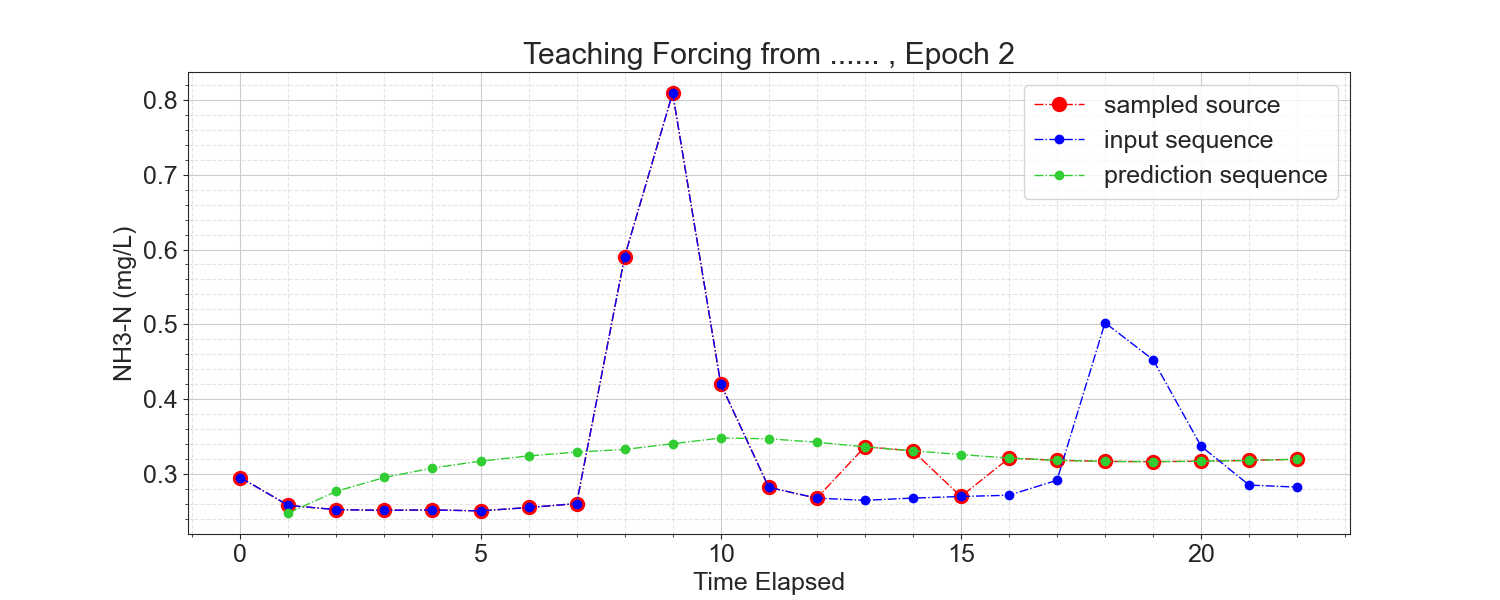 Teaching Forcing from ...... , Epoch 2
sampled source
input sequence
prediction sequence
NH3-N (mg/L)
0.8
0.7
0.6
0.5
0.4
0.3
0 5 10 15 20
Time Elapsed